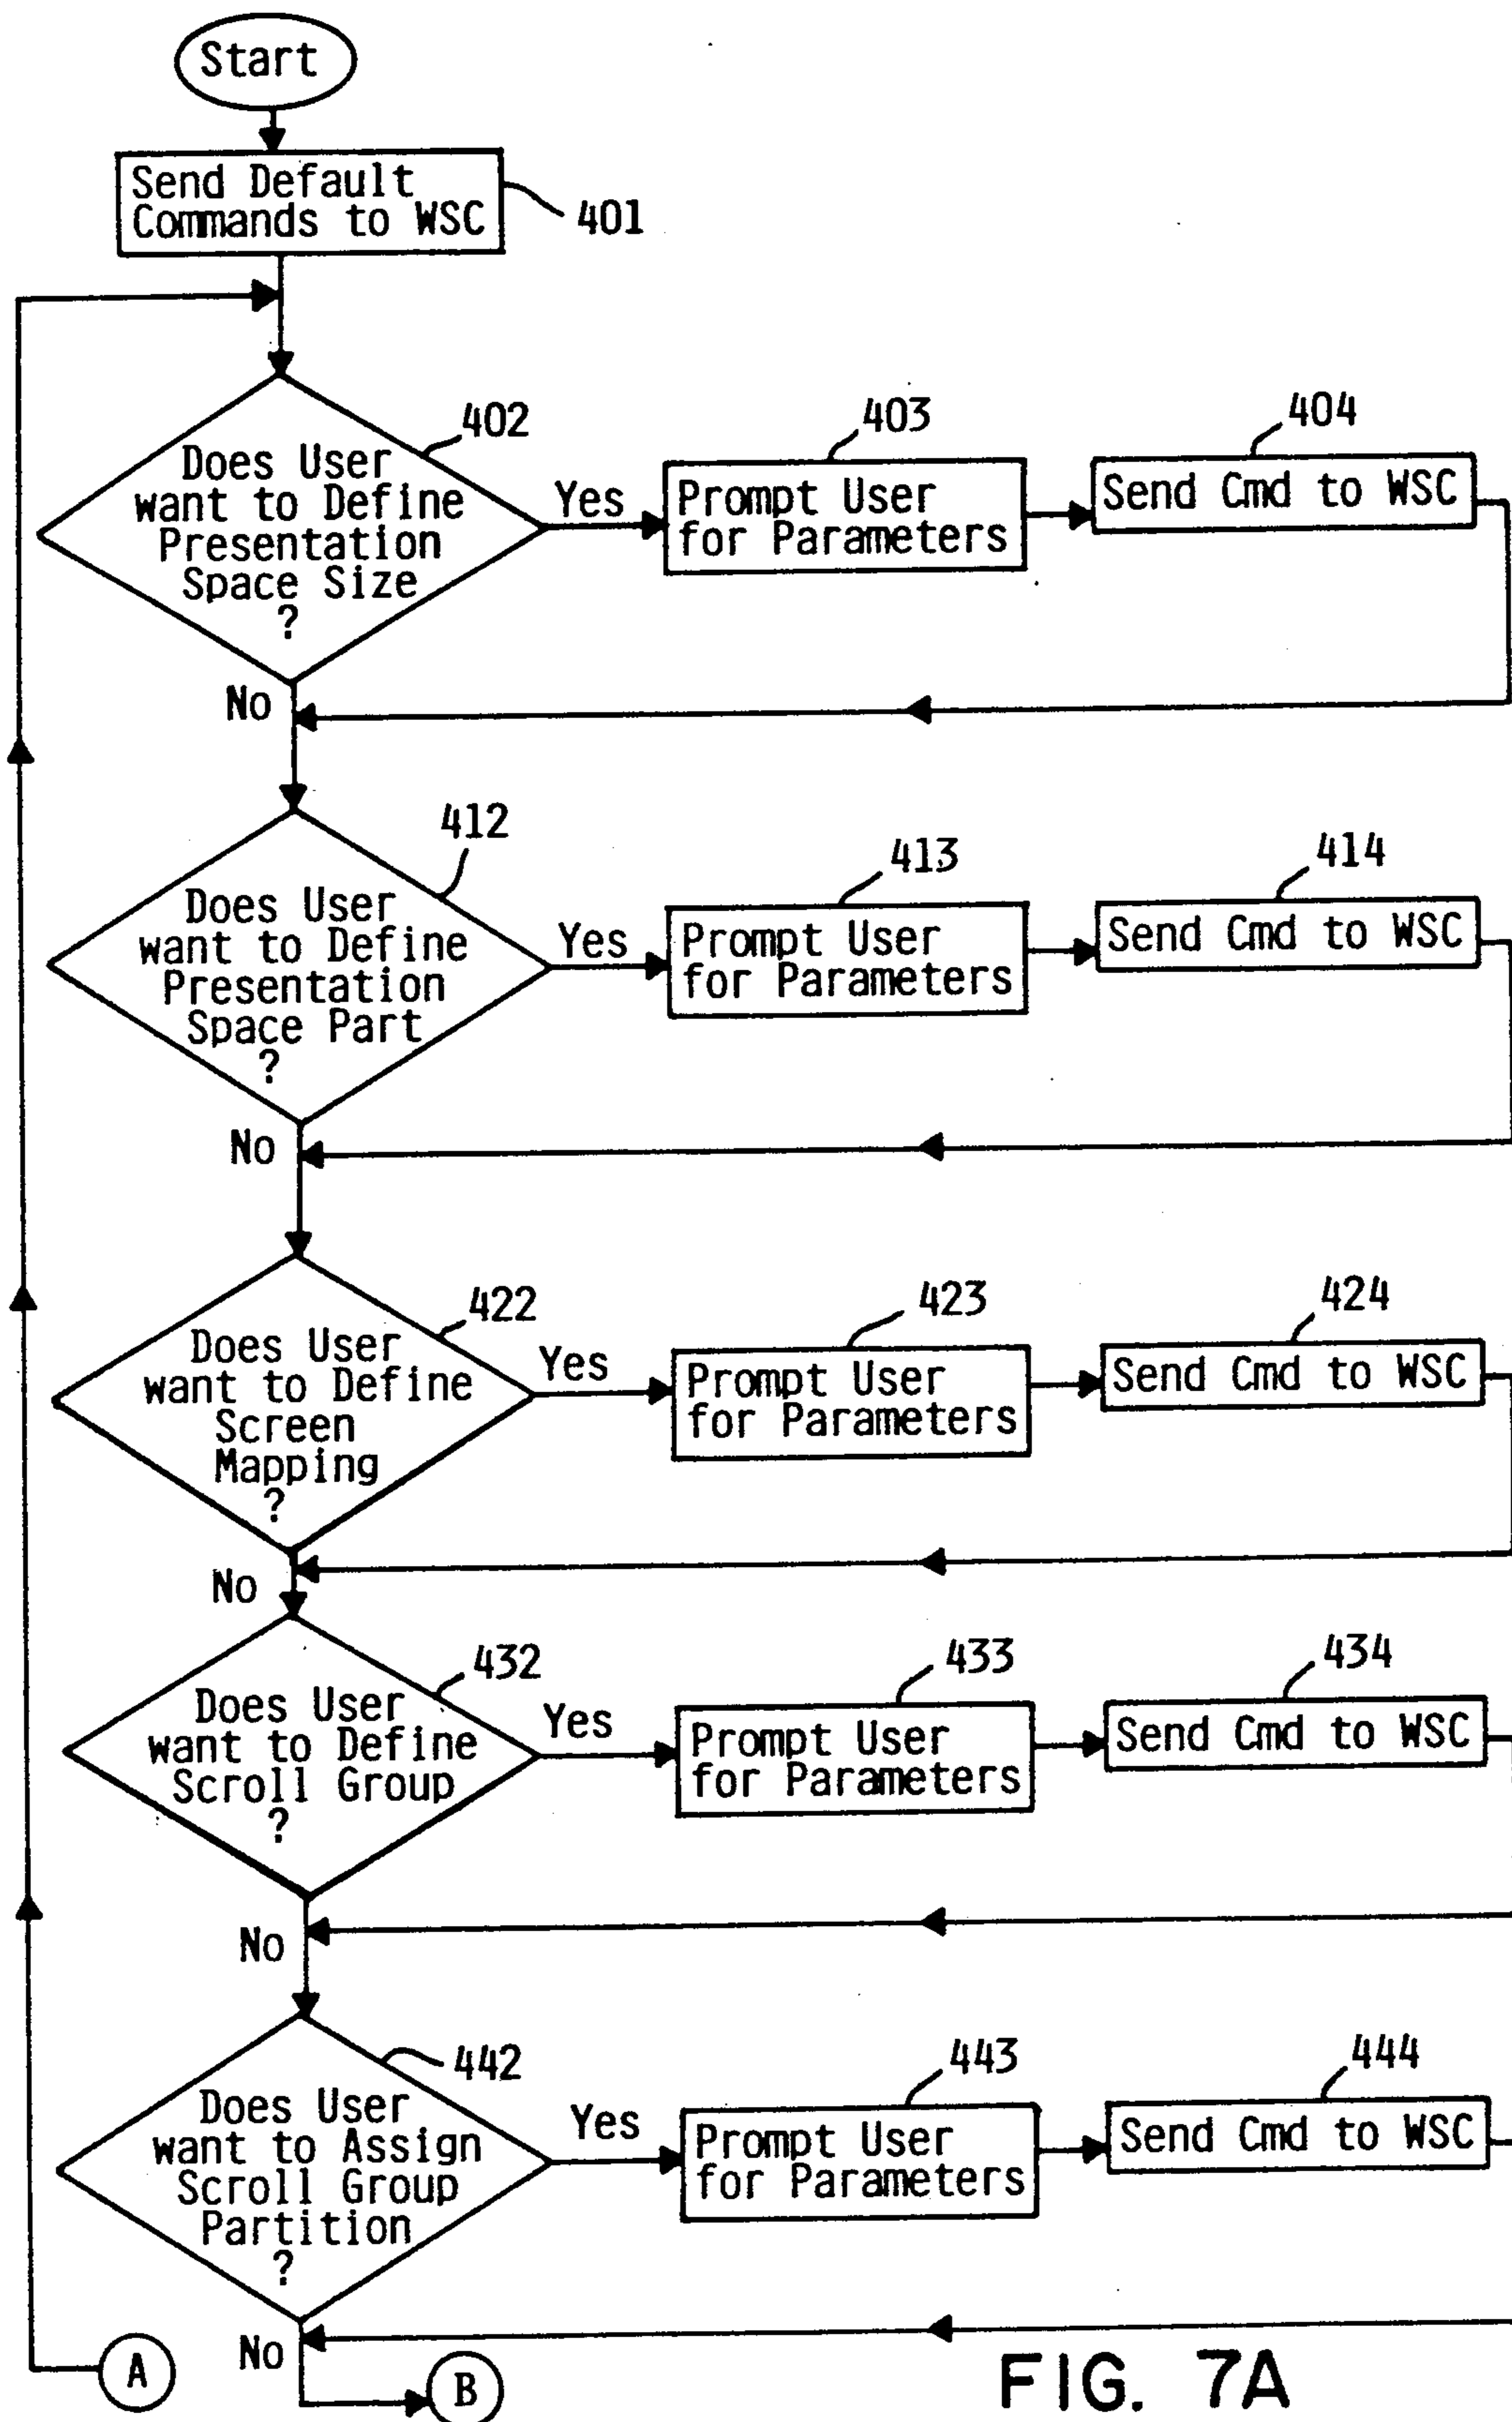 Start
Send Default
Commands to WSC
401
402
Does User
want to Define
Presentation
Space Size
?
Yes
403
Prompt User
for Parameters
404
Send Cmd to WSC
No
412
Does User
want to Define
Presentation
Space Part
?
Yes
413
Prompt User
for Parameters
414
Send Cmd to WSC
No
422
Does User
want to Define
Screen
Mapping
?
Yes
423
Prompt User
for Parameters
424
Send Cmd to WSC
No
432
Does User
want to Define
Scroll Group
?
Yes
433
Prompt User
for Parameters
434
Send Cmd to WSC
No
442
Does User
want to Assign
Scroll Group
Partition
?
Yes
443
Prompt User
for Parameters
444
Send Cmd to WSC
No
A
B
FIG. 7A